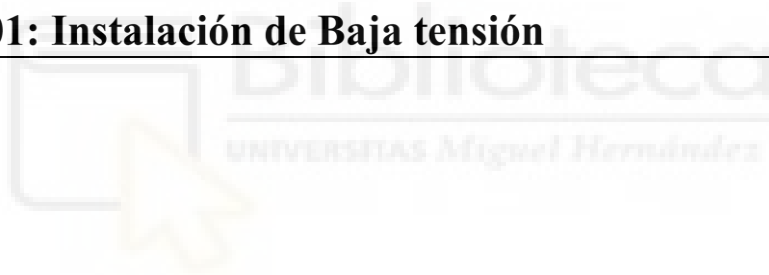 01: Instalación de Baja tensión
Biblioteca
UNIVERSITAS Miguel Hernández